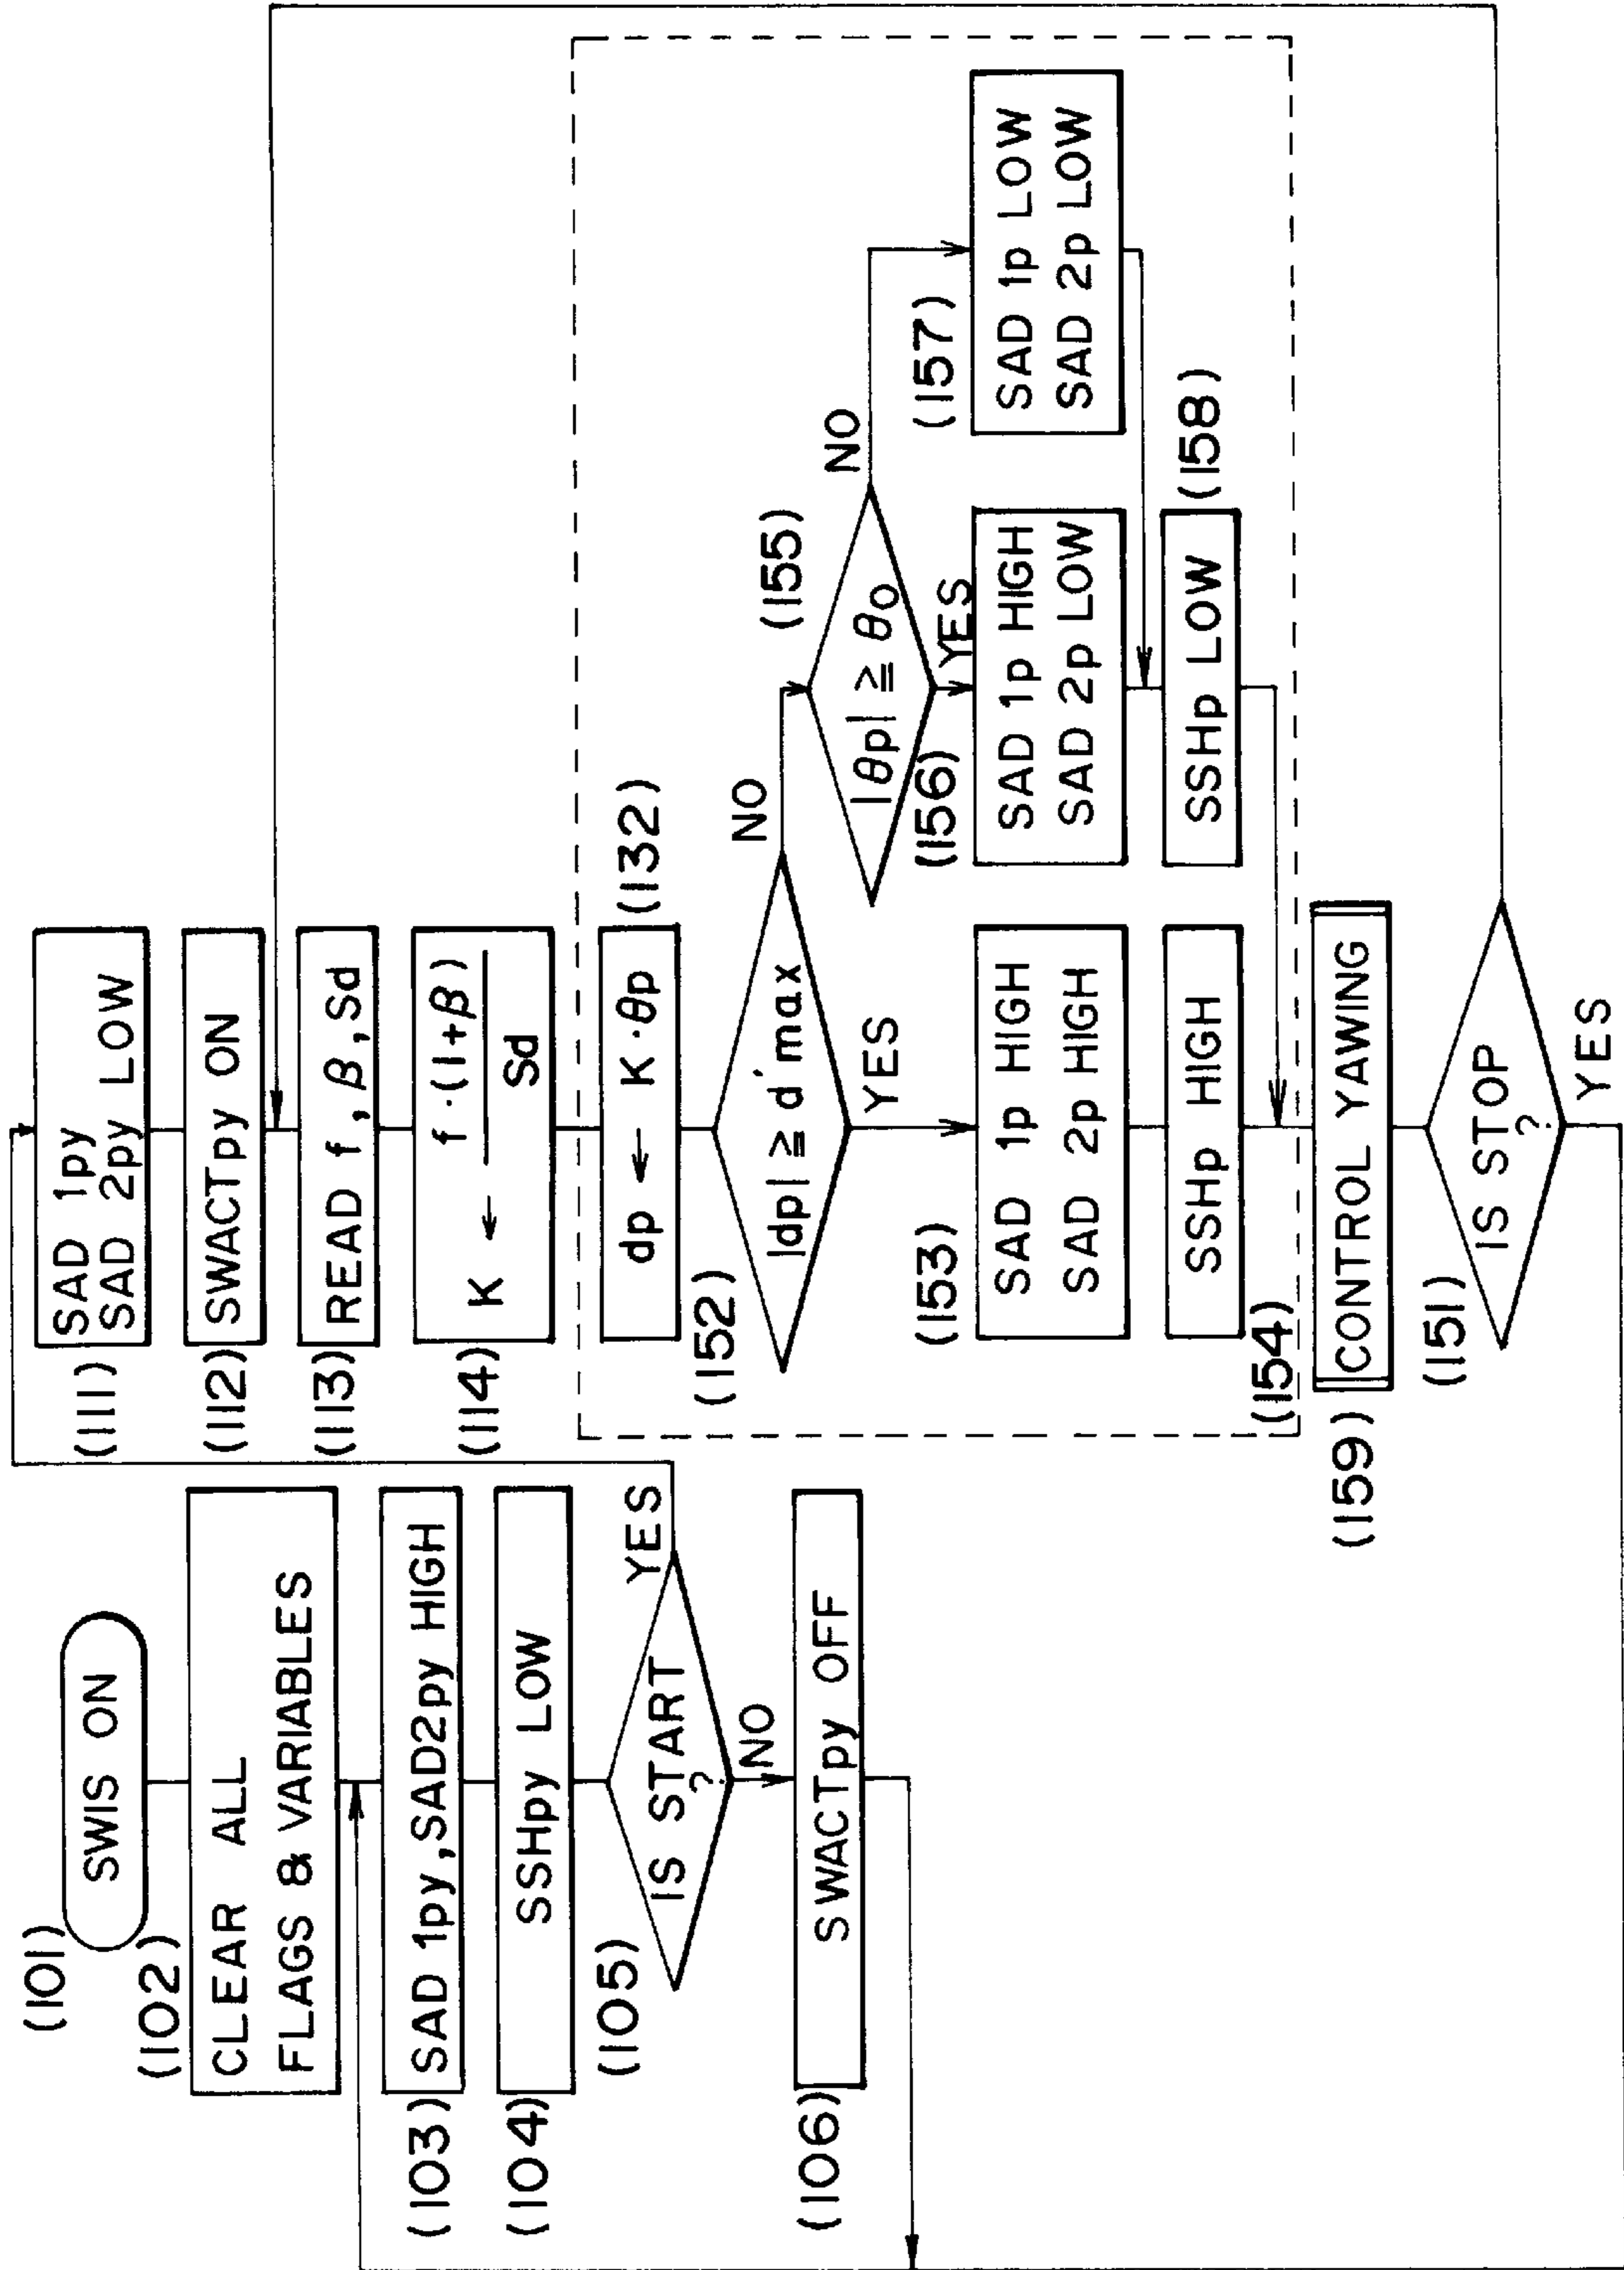 (101)
SWIS ON
(102)
CLEAR ALL
FLAGS & VARIABLES
(103)
SAD 1py,SAD2py HIGH
(104)
SSHpy LOW
(105)
IS START
?
YES
NO
(106)
SWACTpy OFF
(111)
SAD 1py
SAD 2py LOW
(112)
SWACTpy ON
(113)
READ f,β,Sd
(114)
K ← f·(1+β) / Sd
dp ← K·θp
(132)
(152)
|dp| ≧ d'max
NO
YES
(153)
SAD 1p HIGH
SAD 2p HIGH
SSHp HIGH
(154)
(155)
|θp| ≧ θ0
NO
YES
(156)
SAD 1p HIGH
SAD 2p LOW
(157)
SAD 1p LOW
SAD 2p LOW
SSHp LOW
(158)
(159)
CONTROL YAWING
(151)
IS STOP
?
YES